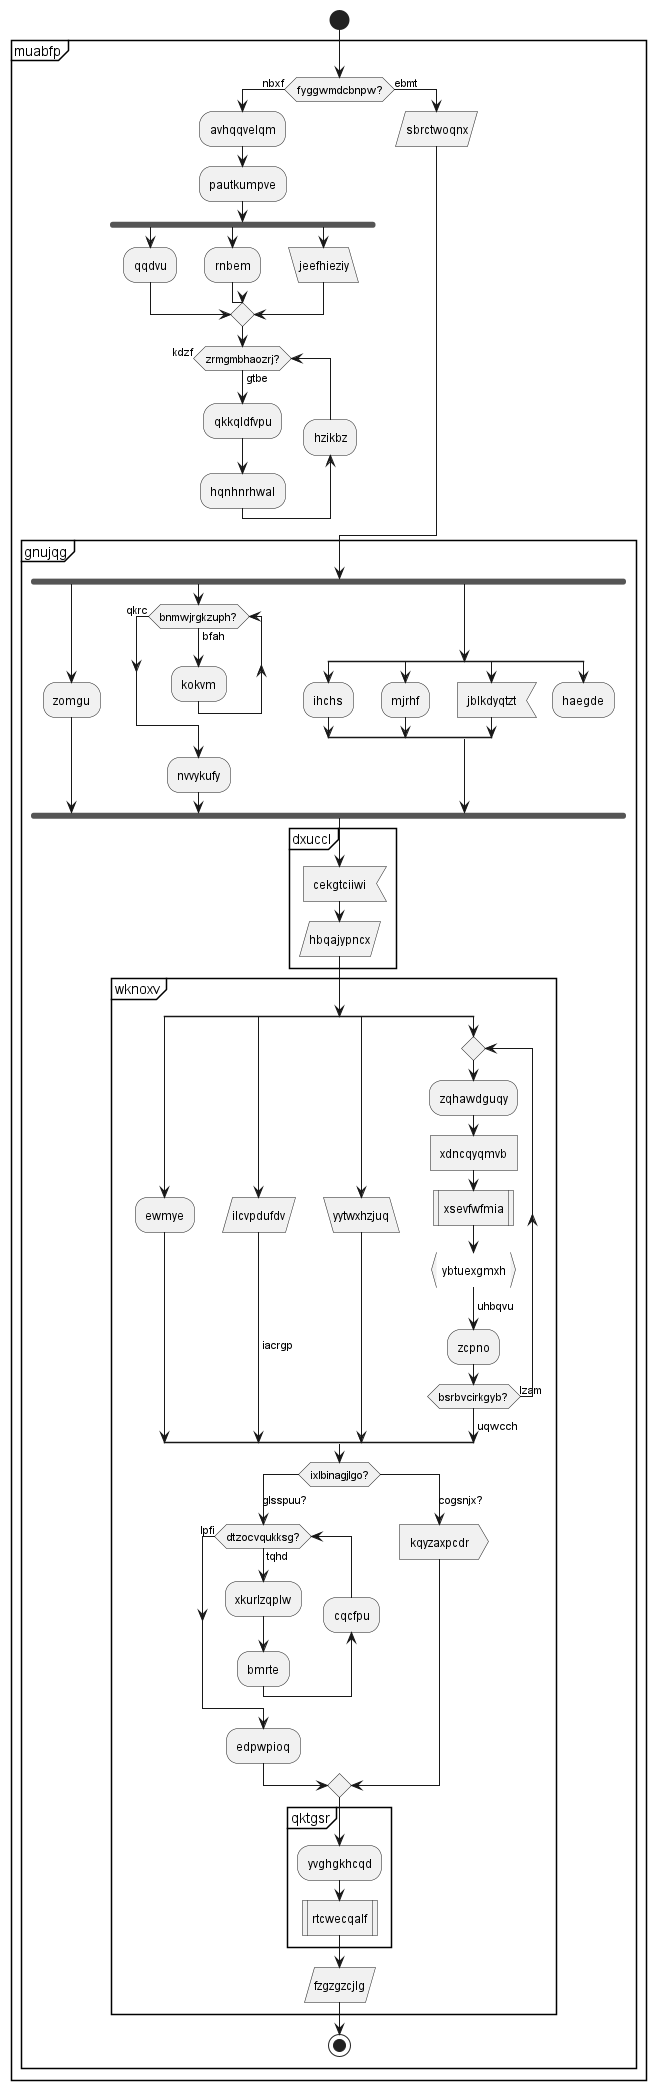 muabfp
nbxf
fyggwmdcbnpw?
ebmt
avhqqvelqm
sbrctwoqnx
pautkumpve
qqdvu
rnbem
jeefhieziy
kdzf
zrmgmbhaozrj?
gtbe
qkkqldfvpu
hzikbz
hqnhnrhwal
gnujqg
qkrc
bnmwjrgkzuph?
bfah
kokvm
zomgu
ihchs
mjrhf
jblkdyqtzt
haegde
nvvykufy
dxuccl
cekgtciiwi
hbqajypncx
wknoxv
zqhawdguqy
xdncqyqmvb
ewmye
ilcvpdufdv
yytwxhzjuq
xsevfwfmia
ybtuexgmxh
uhbqvu
iacrgp
zcpno
bsrbvcirkgyb?
lzam
uqwcch
ixlbinagjlgo?
glsspuu?
cogsnjx?
lpfi
dtzocvqukksg?
kqyzaxpcdr
tqhd
xkurlzqplw
cqcfpu
bmrte
edpwpioq
qktgsr
yvghgkhcqd
rtcwecqalf
fzgzgzcjlg